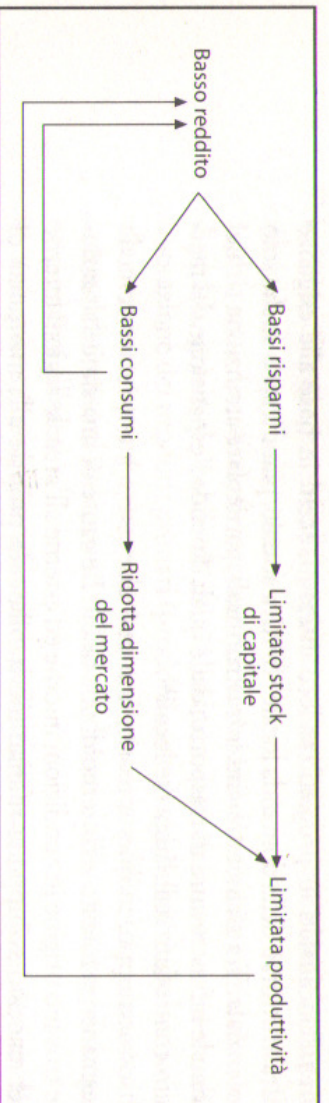 Basso reddito
Bassi risparmi
Limitato stock
di capitale
Limitata produttività
Bassi consumi
Ridotta dimensione
del mercato